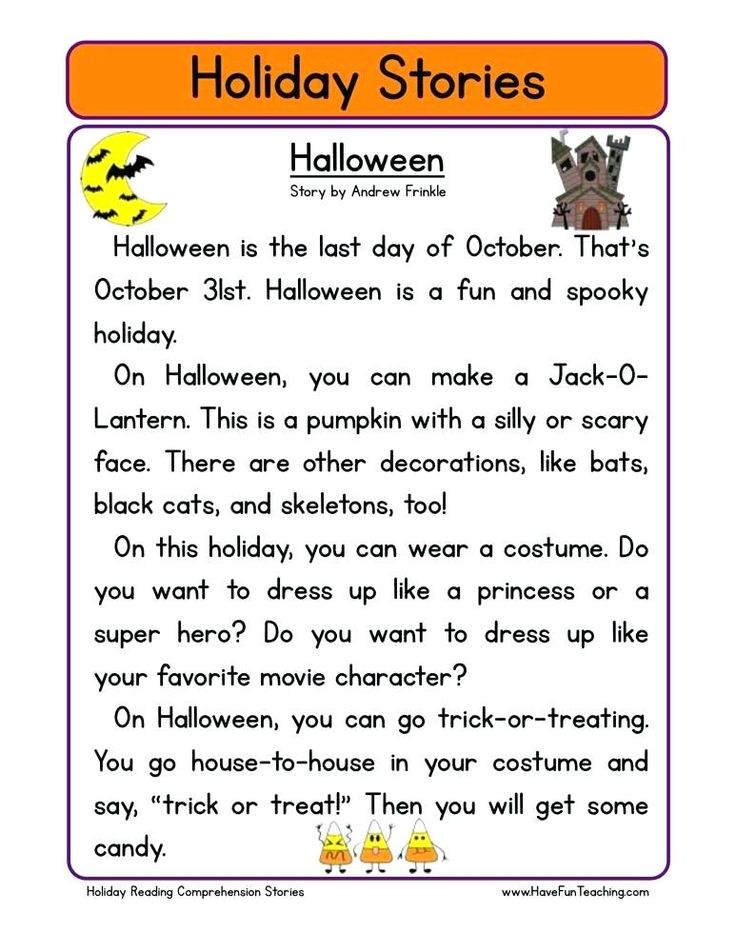 Holiday Stories
Halloween
Story by Andrew Frinkle
Halloween is the last day of October. That's
October 31st. Halloween is a fun and spooky
holiday.
On Halloween, you can make a Jack-O-
Lantern. This is a pumpkin with a silly or scary
face. There are other decorations, like bats,
black cats, and skeletons, too!
On this holiday, you can wear a costume. Do
you want to dress up like a princess or a
super hero? Do you want to dress up like
your favorite movie character?
On Halloween, you can go trick-or-treating.
You go house-to-house in your costume and
say, "trick or treat!" Then you will get some
candy.
Holiday Reading Comprehension Stories
www.HaveFunTeaching.com